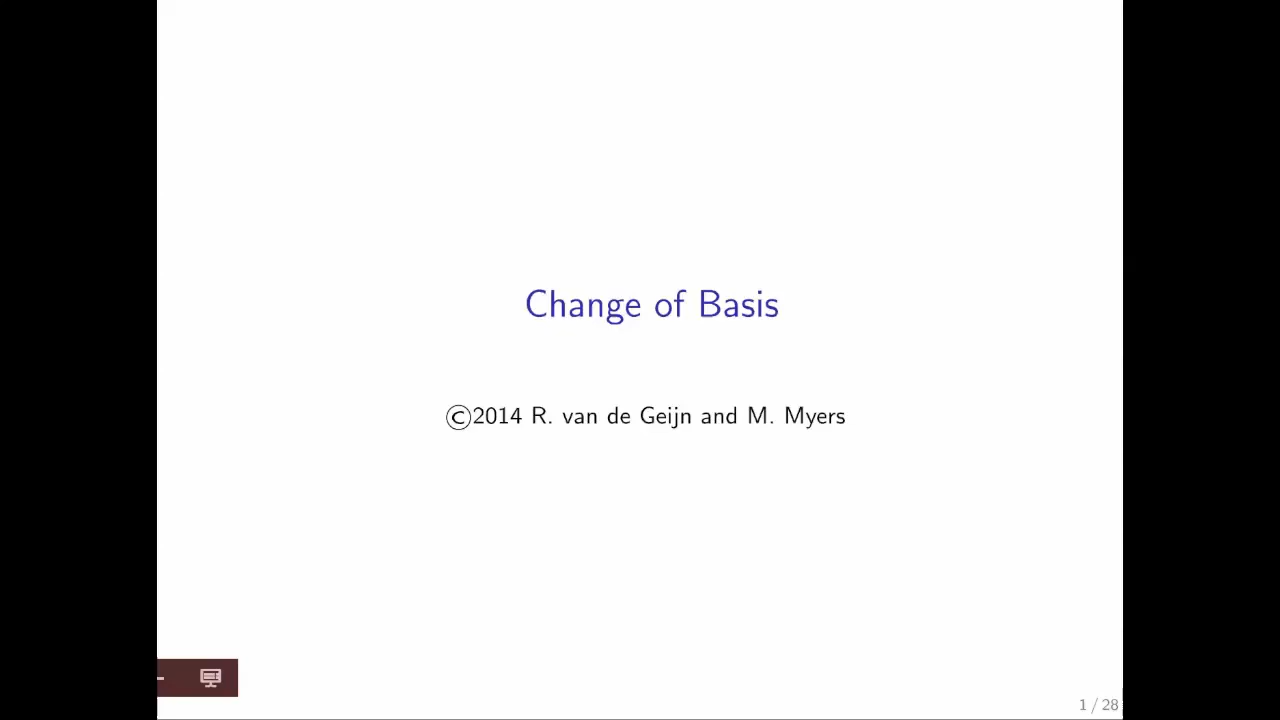 Change of Basis
©2014 R. van de Geijn and M. Myers
1 / 28